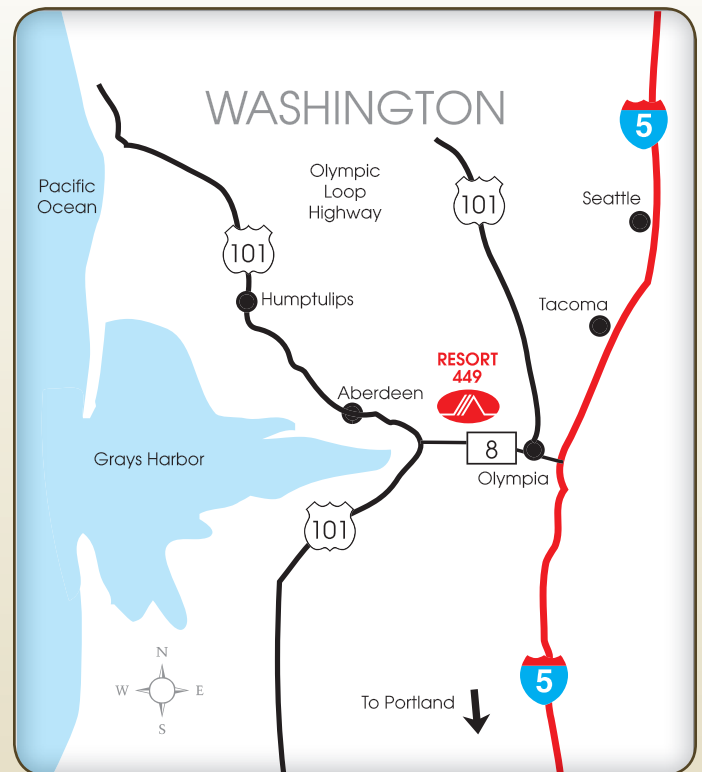 WASHINGTON
5
Olympic
Loop
Highway
Pacific
Ocean
101
Seattle
101
Humptulips
Tacoma
RESORT
449
Aberdeen
8
Grays Harbor
Olympia
101
N
W
E
S
5
To Portland